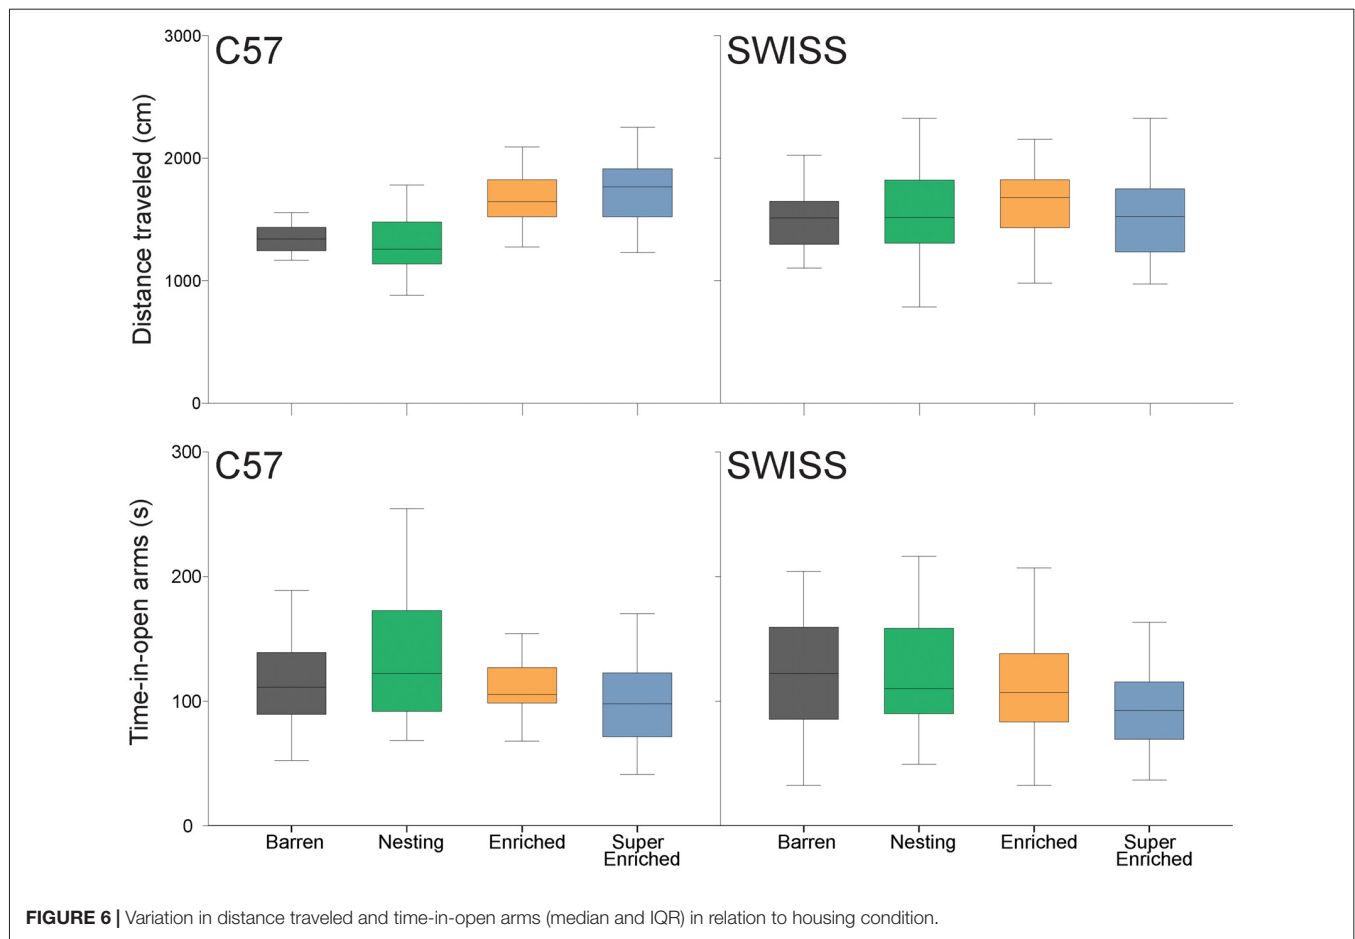 C57
SWISS
Distance traveled (cm)
3000
2000
1000
0
C57
SWISS
Time-in-open arms (s)
300
200
100
0
Barren Nesting Enriched Super Enriched Barren Nesting Enriched Super Enriched
FIGURE 6 | Variation in distance traveled and time-in-open arms (median and IQR) in relation to housing condition.